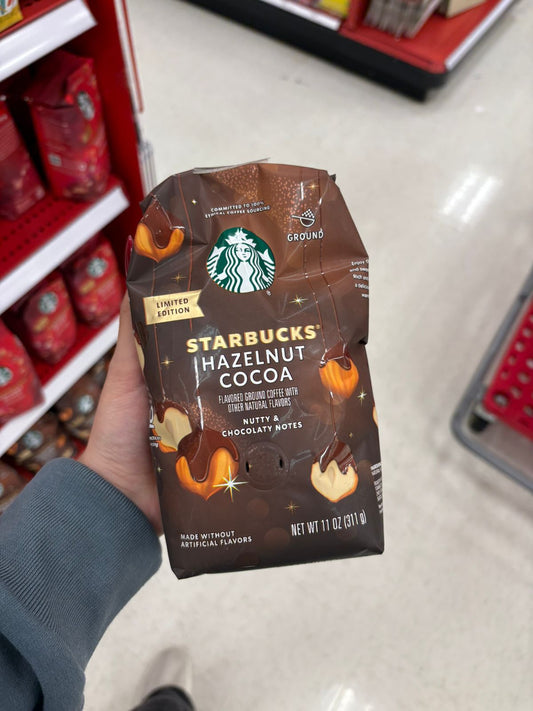 COMMITTED TO 100%
ETHICAL COFFEE SOURCING
GROUND
LIMITED
EDITION
STARBUCKS®
HAZELNUT
COCOA
FLAVORED GROUND COFFEE WITH
OTHER NATURAL FLAVORS
NUTTY &
CHOCOLATY NOTES
MADE WITHOUT
ARTIFICIAL FLAVORS
NET WT 11 OZ (311 g)